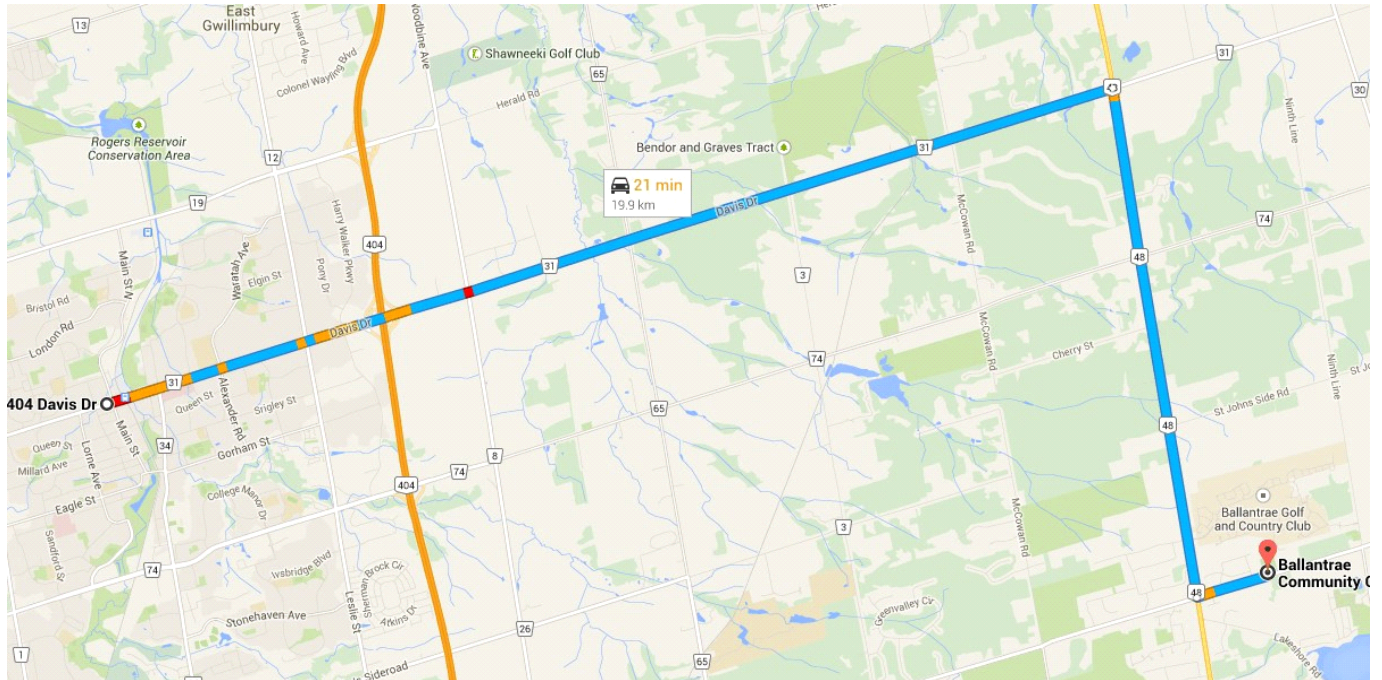 13
East
Gwillimbury
Howard Ave
Colonel Wayling Blvd
Woodbine Ave
Shawneeki Golf Club
65
Herald Rd
31
43
30
Ninth Line
Rogers Reservoir
Conservation Area
12
19
Bendor and Graves Tract
31
21 min
19.9 km
Davis Dr
McCowan Rd
74
Main St N
Waratah Ave
Harry Walker Pkwy
Pony Dr
404
Elgin St
31
3
48
Bristol Rd
London Rd
Davis Dr
McCowan Rd
Cherry St
74
31
404 Davis Dr
Queen St
Alexander Rd
Srigley St
65
Ninth Line
St J
St Johns Side Rd
48
Queen St
Lorne Ave
Main St
34
Gorham St
Millard Ave
74
8
404
Eagle St
College Manor Dr
Ballantrae Golf
and Country Club
3
McCowan Rd
Sandford St
74
Sherman Brock Cir
Leslie St
Arkins Dr
Stonehaven Ave
Greenvalley Cir
48
Ballantrae
Community C
26
1
s Sideroad
65
Lakeshore Rd